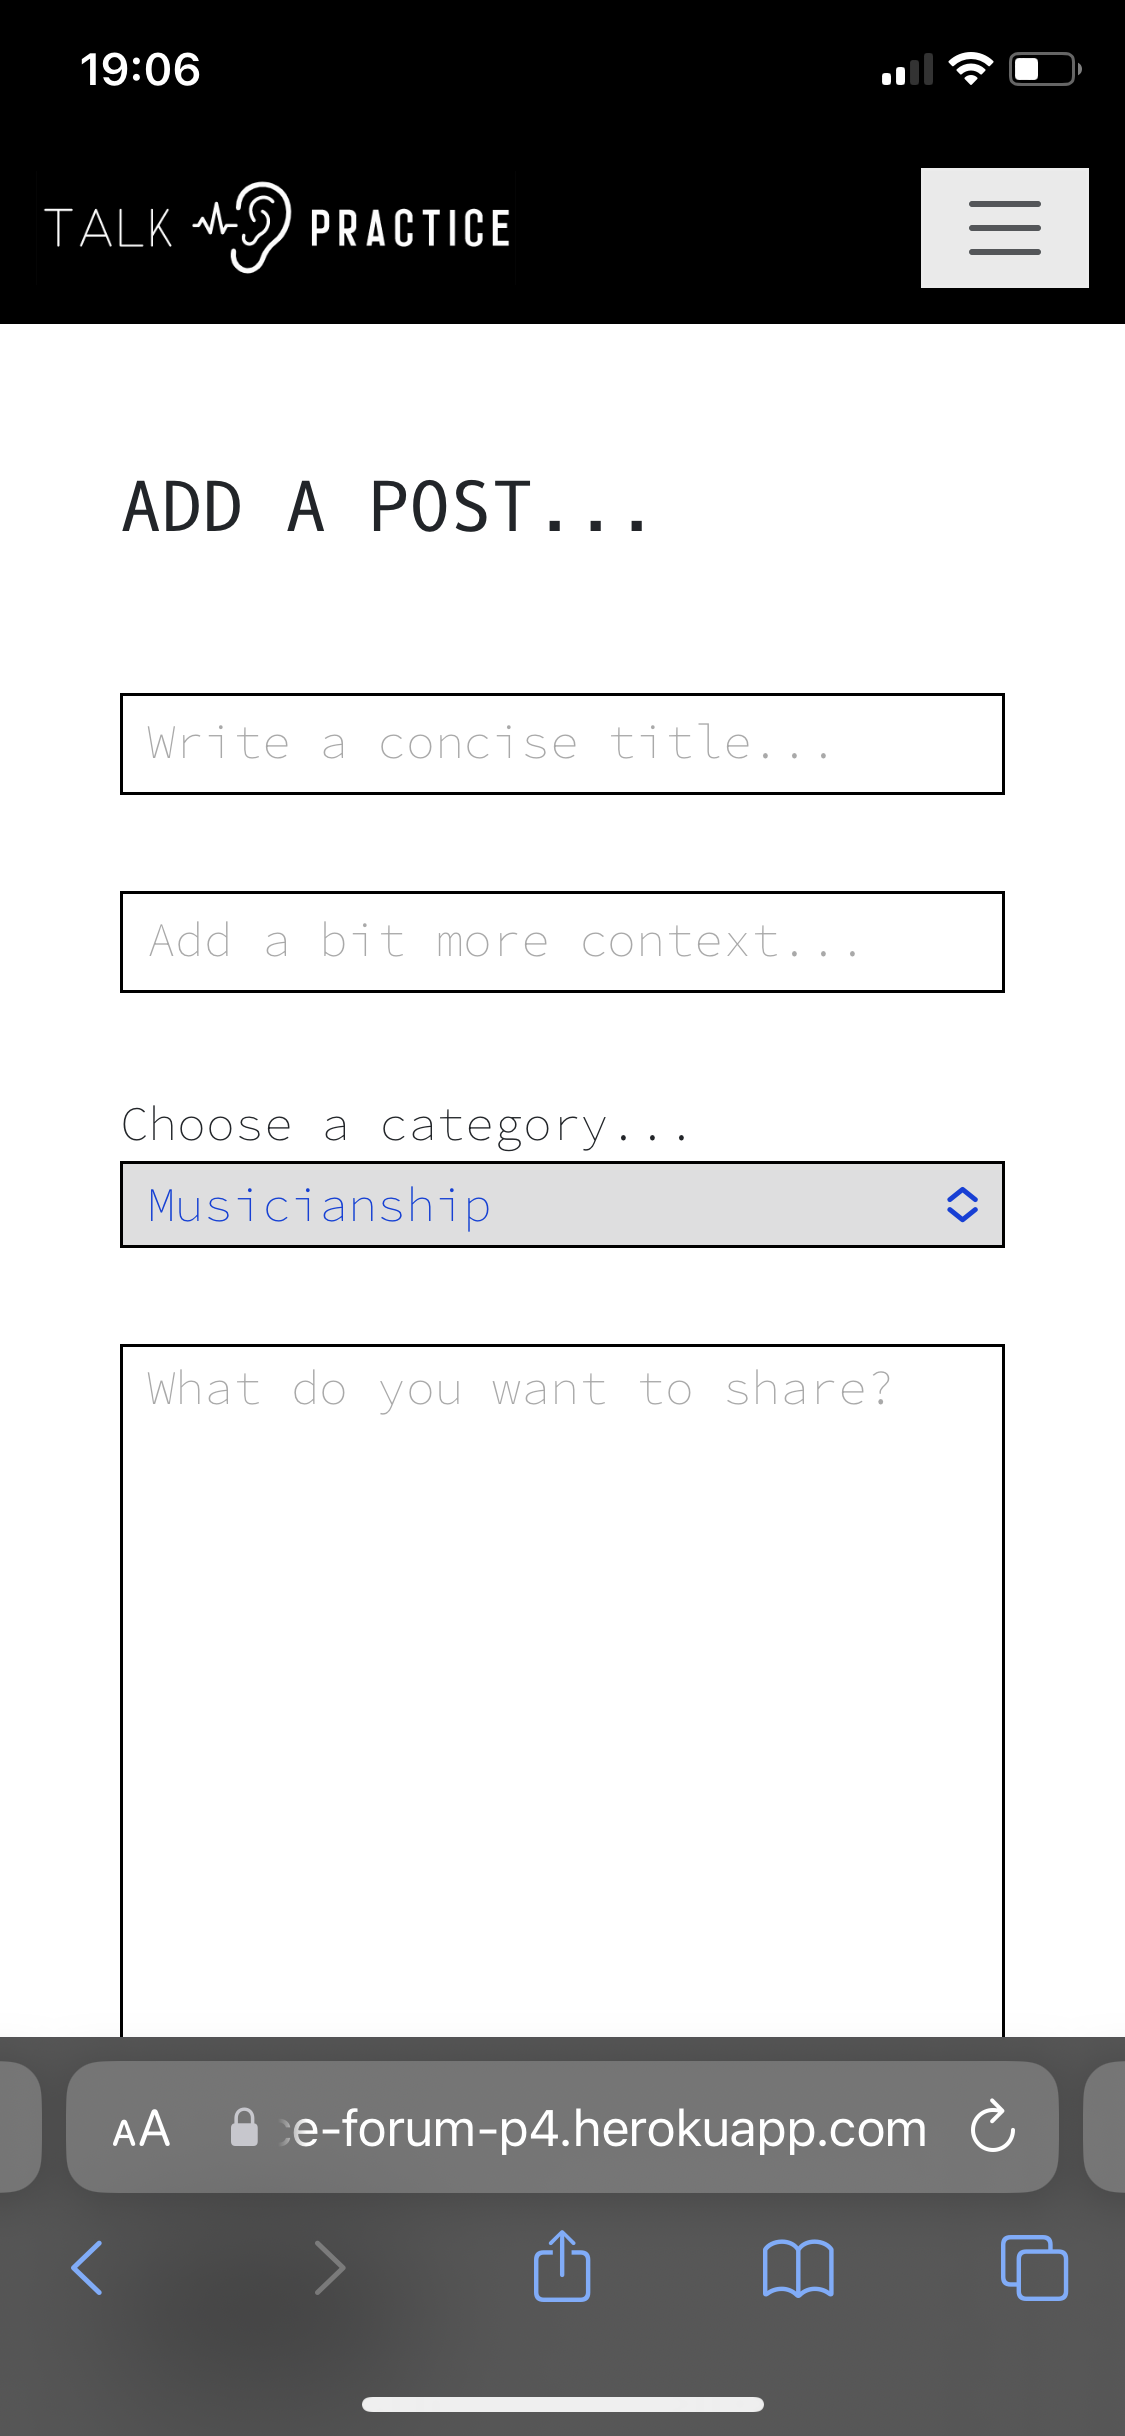 19:06
TALK PRACTICE
ADD A POST...
Write a concise title...
Add a bit more context...
Choose a category...
Musicianship
What do you want to share?
AA e-forum-p4.herokuapp.com